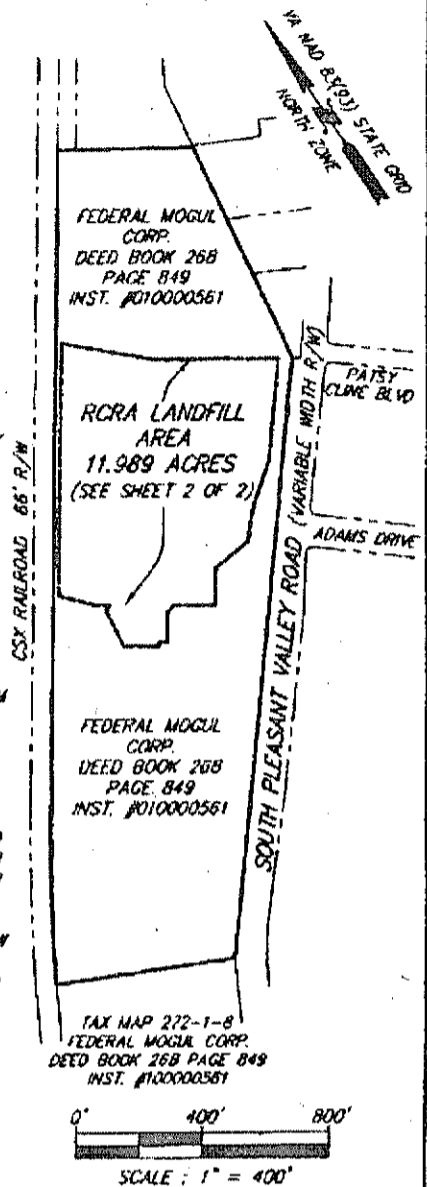 VA NAD 83(93) STATE GRID
NORTH ZONE
FEDERAL MOGUL
CORP.
DEED BOOK 268
PAGE 849
INST. #010000561
PATSY
CLINE BLVD
RCRA LANDFILL
AREA
11.989 ACRES
(SEE SHEET 2 OF 2)
ADAMS DRIVE
CSX RAILROAD 66' R/W
SOUTH PLEASANT VALLEY ROAD (VARIABLE WIDTH R/W)
FEDERAL MOGUL
CORP.
DEED BOOK 268
PAGE 849
INST. #010000561
TAX MAP 272-1-8
FEDERAL MOGUL CORP.
DEED BOOK 268 PAGE 849
INST. #100000561
0' 400' 800'
SCALE : 1" = 400'